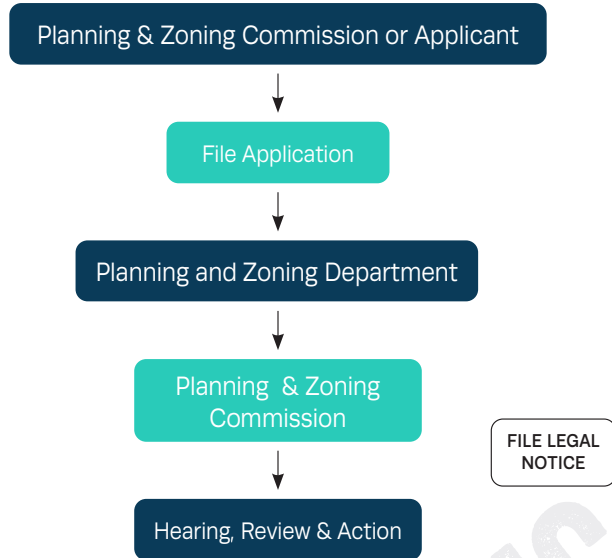 Planning & Zoning Commission or Applicant
File Application
Planning and Zoning Department
Planning & Zoning
Commission
FILE LEGAL
NOTICE
Hearing, Review & Action